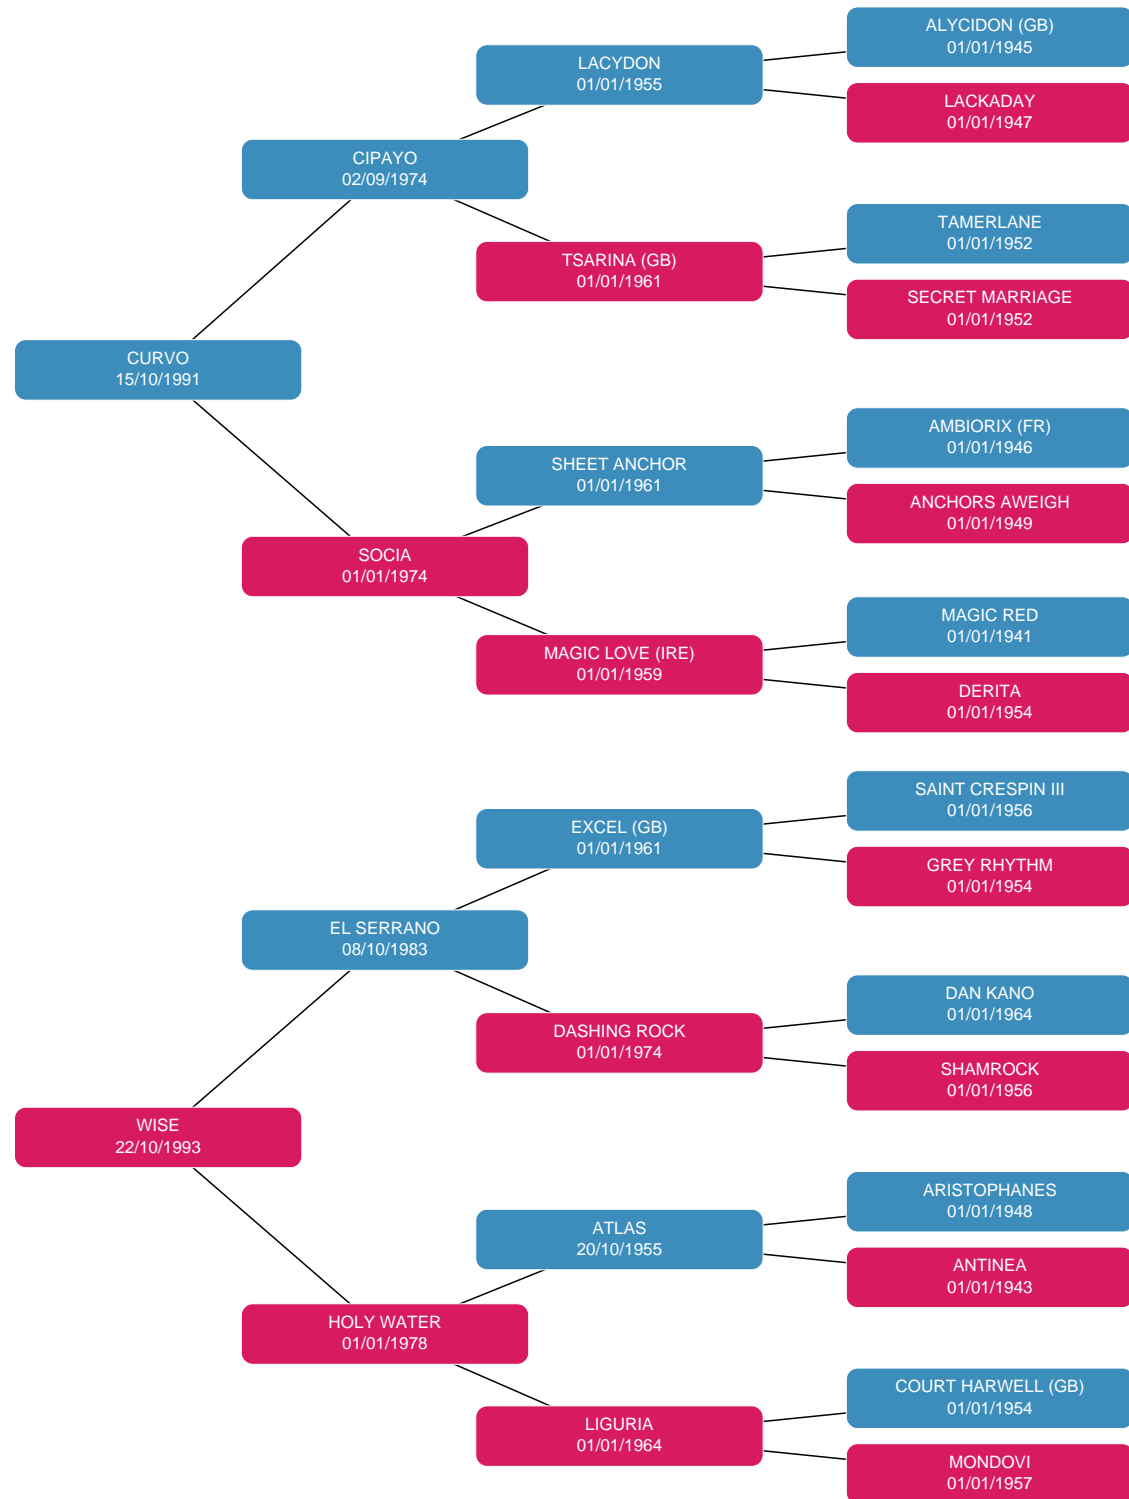 ALYCIDON (GB)
01/01/1945
LACYDON
01/01/1955
LACKADAY
01/01/1947
CIPAYO
02/09/1974
TAMERLANE
01/01/1952
TSARINA (GB)
01/01/1961
SECRET MARRIAGE
01/01/1952
CURVO
15/10/1991
AMBIORIX (FR)
01/01/1946
SHEET ANCHOR
01/01/1961
ANCHORS AWEIGH
01/01/1949
SOCIA
01/01/1974
MAGIC RED
01/01/1941
MAGIC LOVE (IRE)
01/01/1959
DERITA
01/01/1954
SAINT CRESPIN III
01/01/1956
EXCEL (GB)
01/01/1961
GREY RHYTHM
01/01/1954
EL SERRANO
08/10/1983
DAN KANO
01/01/1964
DASHING ROCK
01/01/1974
SHAMROCK
01/01/1956
WISE
22/10/1993
ARISTOPHANES
01/01/1948
ATLAS
20/10/1955
ANTINEA
01/01/1943
HOLY WATER
01/01/1978
COURT HARWELL (GB)
01/01/1954
LIGURIA
01/01/1964
MONDOVI
01/01/1957